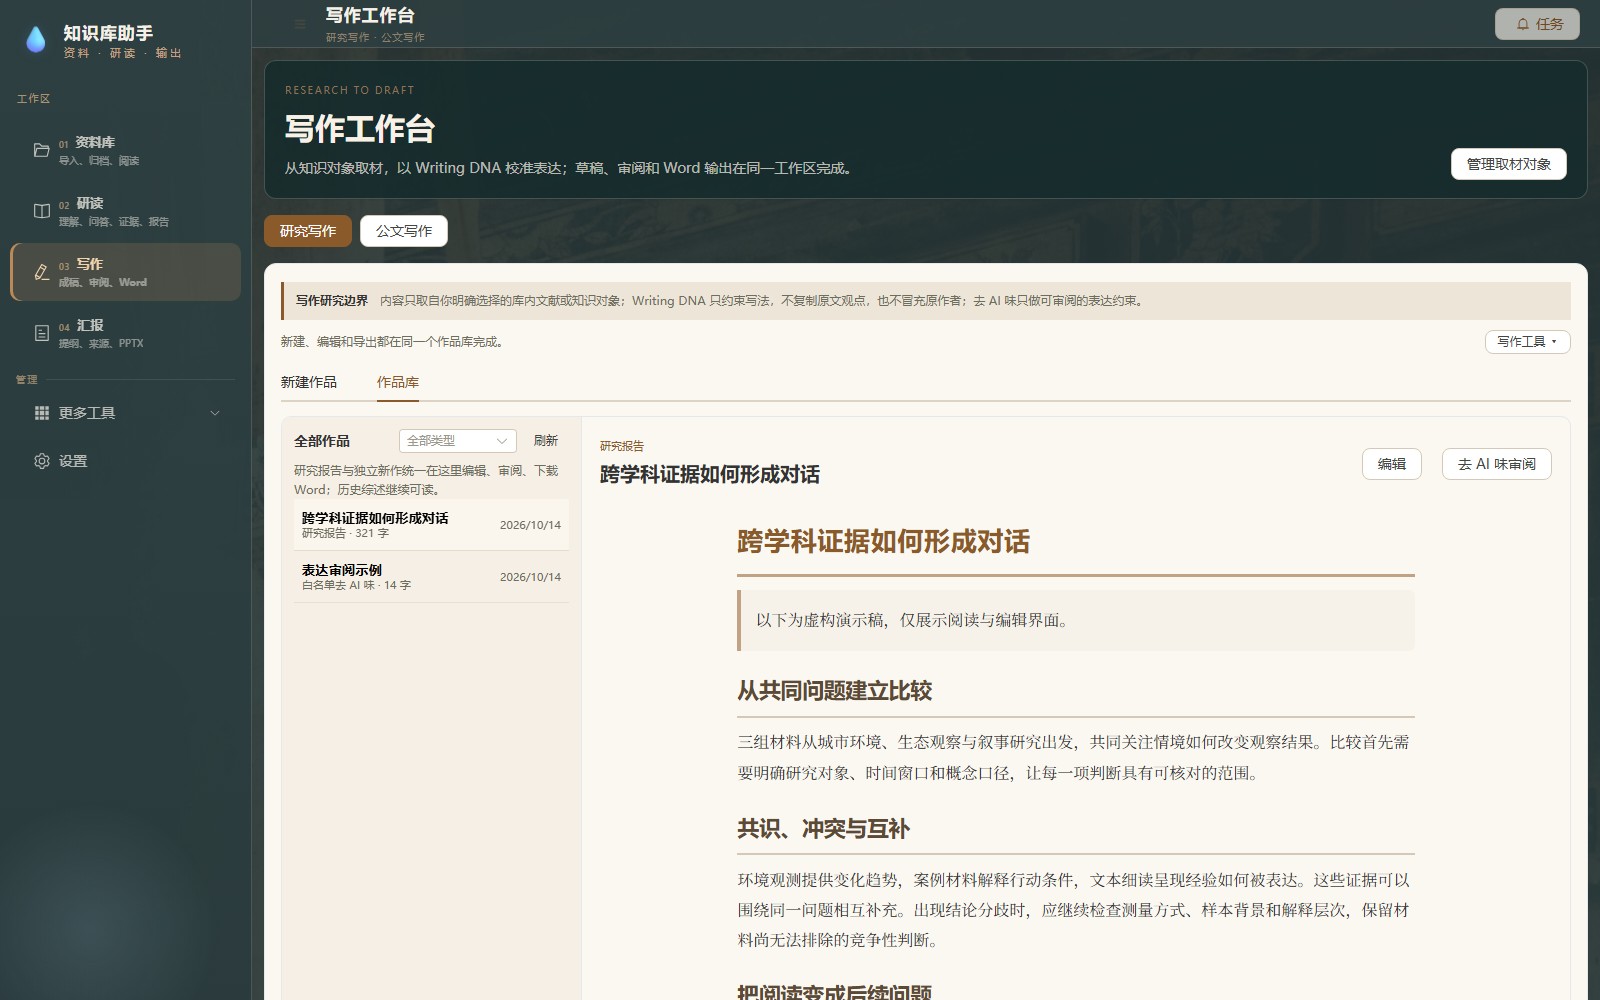 知识库助手
资料 · 研读 · 输出
工作区
01 资料库
导入、归档、阅读
02 研读
理解、问答、证据、报告
03 写作
成稿、审阅、Word
04 汇报
提纲、来源、PPTX
管理
更多工具
设置
写作工作台
研究写作 · 公文写作
任务
RESEARCH TO DRAFT
写作工作台
从知识对象取材，以 Writing DNA 校准表达；草稿、审阅和 Word 输出在同一工作区完成。
管理取材对象
研究写作
公文写作
写作研究边界 内容只取自你明确选择的库内文献或知识对象；Writing DNA 只约束写法，不复制原文观点，也不冒充原作者；去 AI 味只做可审阅的表达约束。
新建、编辑和导出都在同一个作品库完成。
写作工具
新建作品
作品库
全部作品
全部类型
刷新
研究报告与独立新作统一在这里编辑、审阅、下载
Word；历史综述继续可读。
跨学科证据如何形成对话
研究报告 · 321 字
2026/10/14
表达审阅示例
白名单去 AI 味 · 14 字
2026/10/14
研究报告
跨学科证据如何形成对话
编辑
去 AI 味审阅
跨学科证据如何形成对话
以下为虚构演示稿，仅展示阅读与编辑界面。
从共同问题建立比较
三组材料从城市环境、生态观察与叙事研究出发，共同关注情境如何改变观察结果。比较首先需
要明确研究对象、时间窗口和概念口径，让每一项判断具有可核对的范围。
共识、冲突与互补
环境观测提供变化趋势，案例材料解释行动条件，文本细读呈现经验如何被表达。这些证据可以
围绕同一问题相互补充。出现结论分歧时，应继续检查测量方式、样本背景和解释层次，保留材
料尚无法排除的竞争性判断。
把阅读变成后续问题